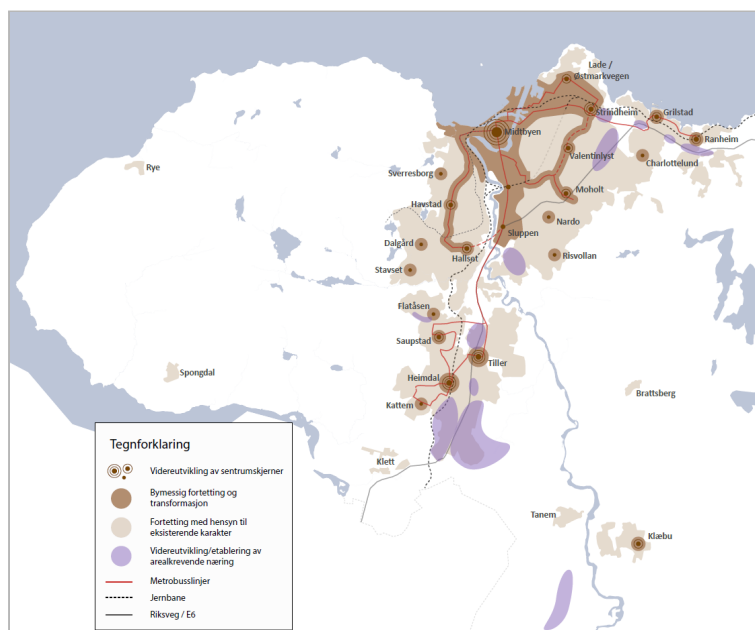 Lade /
Østmarkvegen
Strindheim
Grilstad
Midtbyen
Ranheim
Valentinlyst
Charlottelund
Rye
Sverresborg
Moholt
Havstad
Nardo
Sluppen
Dalgård
Hallset
Risvollan
Stavset
Flatåsen
Saupstad
Tiller
Spongdal
Heimdal
Brattsberg
Kattem
Klett
Tanem
Klæbu
Tegnforklaring
Videreutvikling av sentrumskjerner
Bymessig fortetting og
transformasjon
Fortetting med hensyn til
eksisterende karakter
Videreutvikling/etablering av
arealkrevende næring
Metrobusslinjer
Jernbane
Riksveg / E6